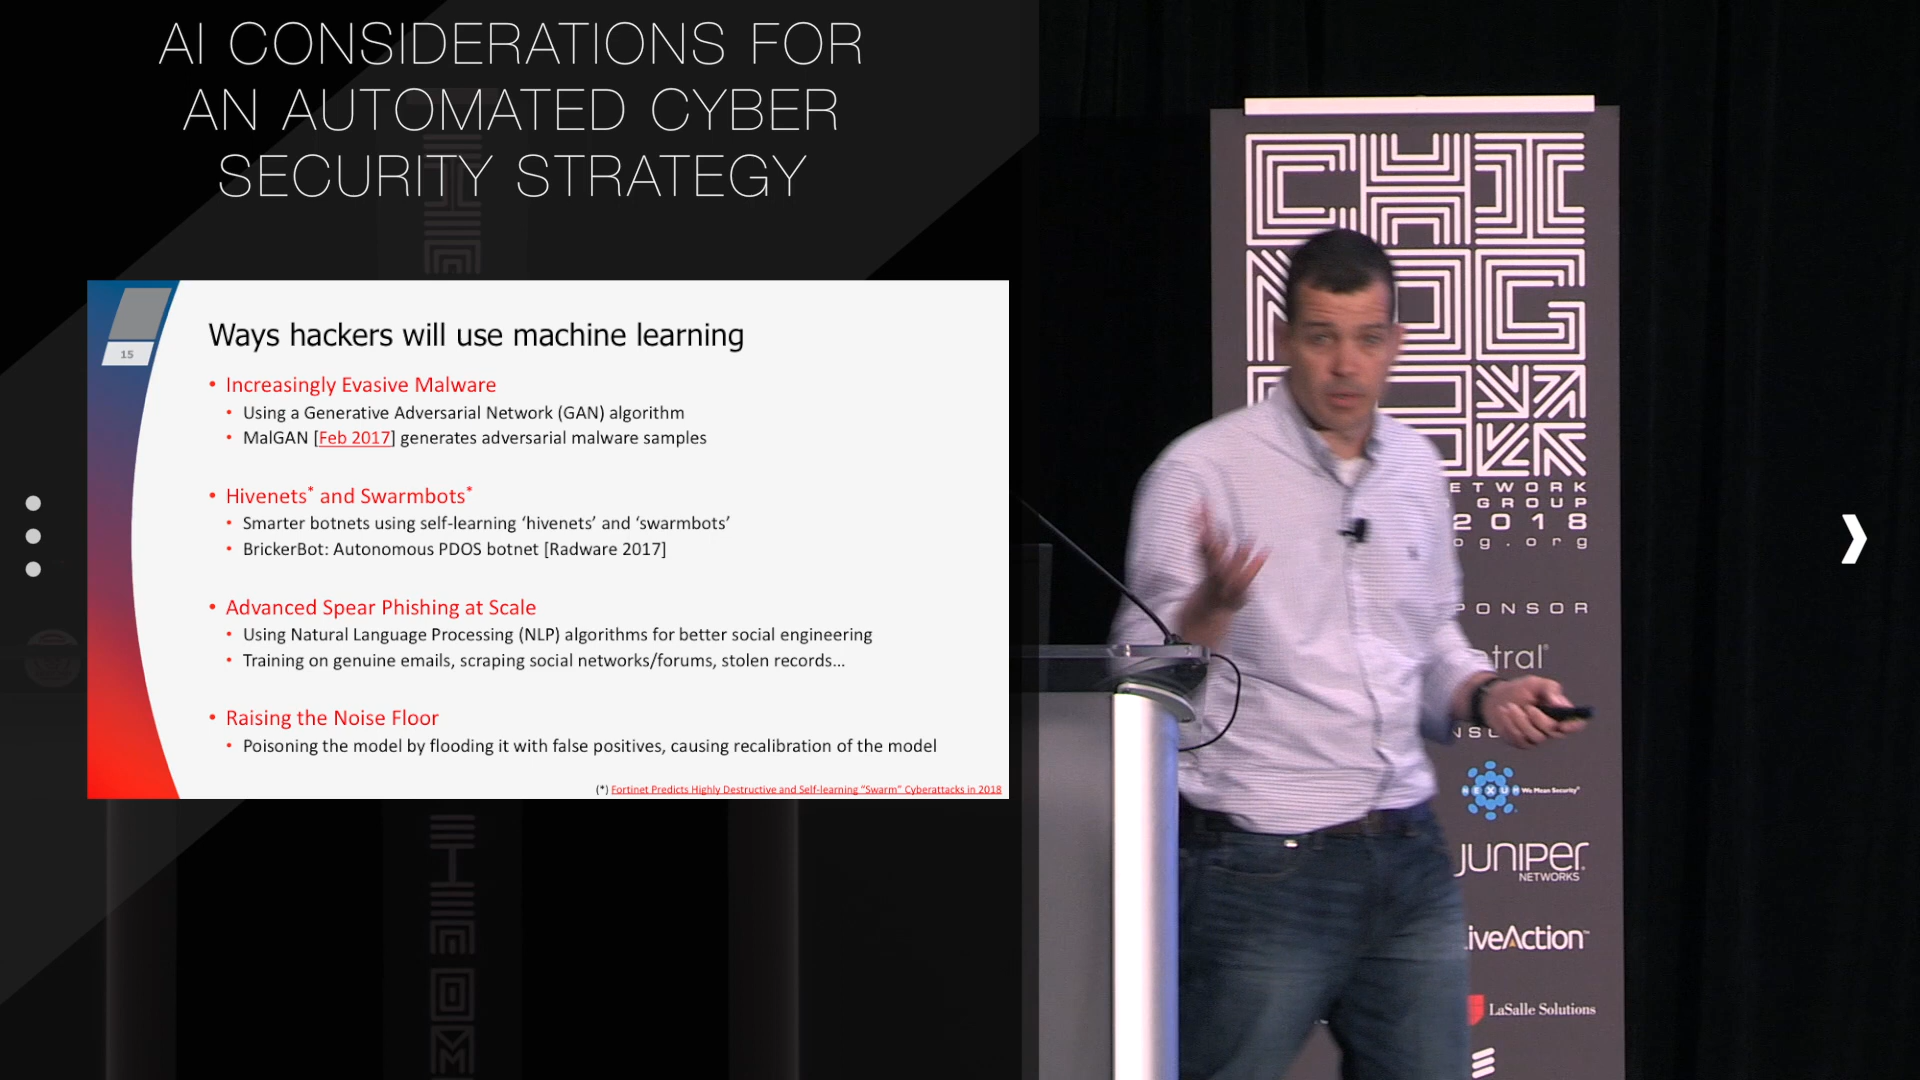 AI CONSIDERATIONS FOR
AN AUTOMATED CYBER
SECURITY STRATEGY
15
Ways hackers will use machine learning
• Increasingly Evasive Malware
• Using a Generative Adversarial Network (GAN) algorithm
• MalGAN [Feb 2017] generates adversarial malware samples
• Hivenets* and Swarmbots*
• Smarter botnets using self-learning ‘hivenets’ and ‘swarmbots’
• BrickerBot: Autonomous PDOS botnet [Radware 2017]
• Advanced Spear Phishing at Scale
• Using Natural Language Processing (NLP) algorithms for better social engineering
• Training on genuine emails, scraping social networks/forums, stolen records...
• Raising the Noise Floor
• Poisoning the model by flooding it with false positives, causing recalibration of the model
(*) Fortinet Predicts Highly Destructive and Self-learning “Swarm” Cyberattacks in 2018
CHI
NOG
ETWORK
GROUP
2018
og.org
PONSOR
tral
NEXUM We Mean Security
JUNIPER
NETWORKS
iveAction
LaSalle Solutions